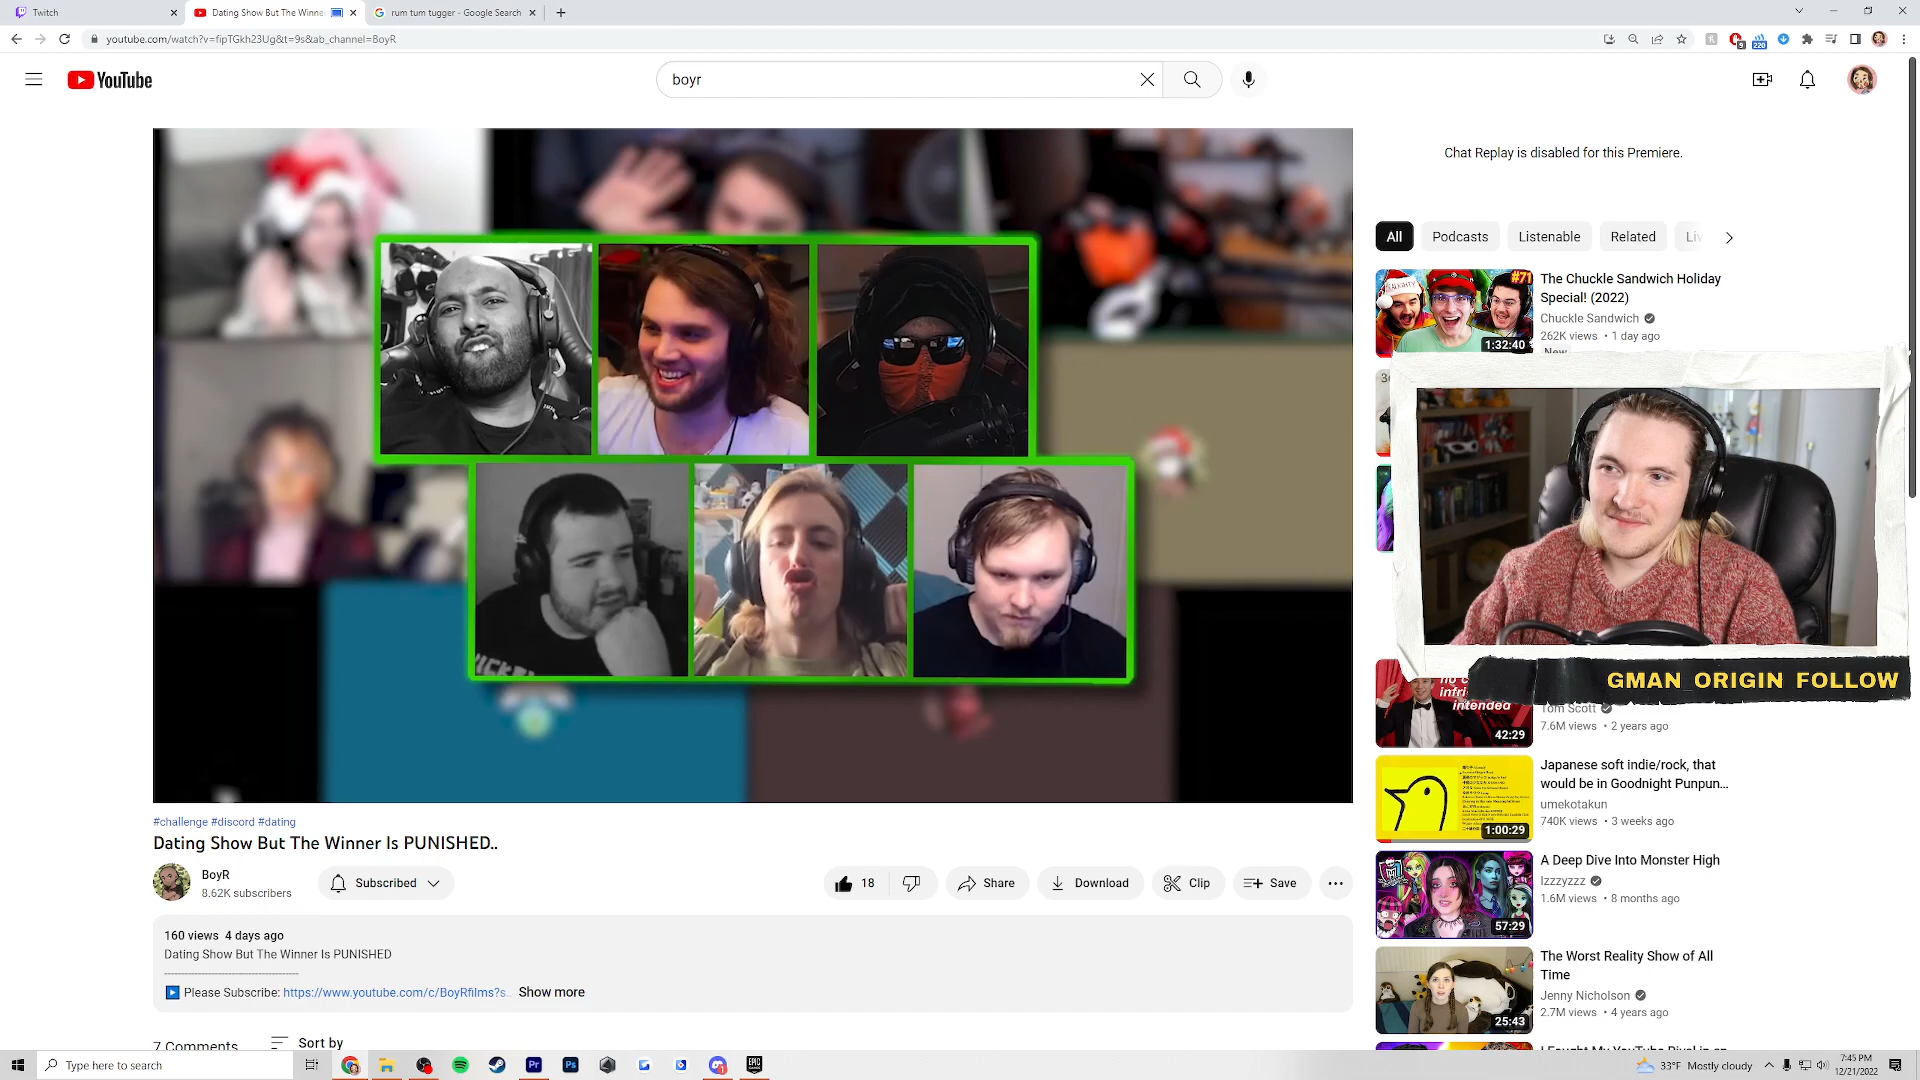 Twitch
Dating Show But The Winne
rum tum tugger - Google Search
youtube.com/watch?v=fipTGkh23Ug&t=9s&ab_channel=BoyR
9
220
YouTube
boyr
Chat Replay is disabled for this Premiere.
All
Podcasts
Listenable
Related
Liv
#71
1:32:40
The Chuckle Sandwich Holiday
Special! (2022)
Chuckle Sandwich
262K views • 1 day ago
New
GMAN_ORIGIN FOLLOW
intended
42:29
Tom Scott
7.6M views • 2 years ago
1:00:29
Japanese soft indie/rock, that
would be in Goodnight Punpun...
umekotakun
740K views • 3 weeks ago
57:29
A Deep Dive Into Monster High
Izzzyzzz
1.6M views • 8 months ago
25:43
The Worst Reality Show of All
Time
Jenny Nicholson
2.7M views • 4 years ago
#challenge #discord #dating
Dating Show But The Winner Is PUNISHED..
BoyR
8.62K subscribers
Subscribed
18
Share
Download
Clip
Save
160 views 4 days ago
Dating Show But The Winner Is PUNISHED
----------------------------------------
Please Subscribe: https://www.youtube.com/c/BoyRfilms?s... Show more
7 Comments
Sort by
Type here to search
Pr
Ps
EPIC
33°F Mostly cloudy
7:45 PM
12/21/2022